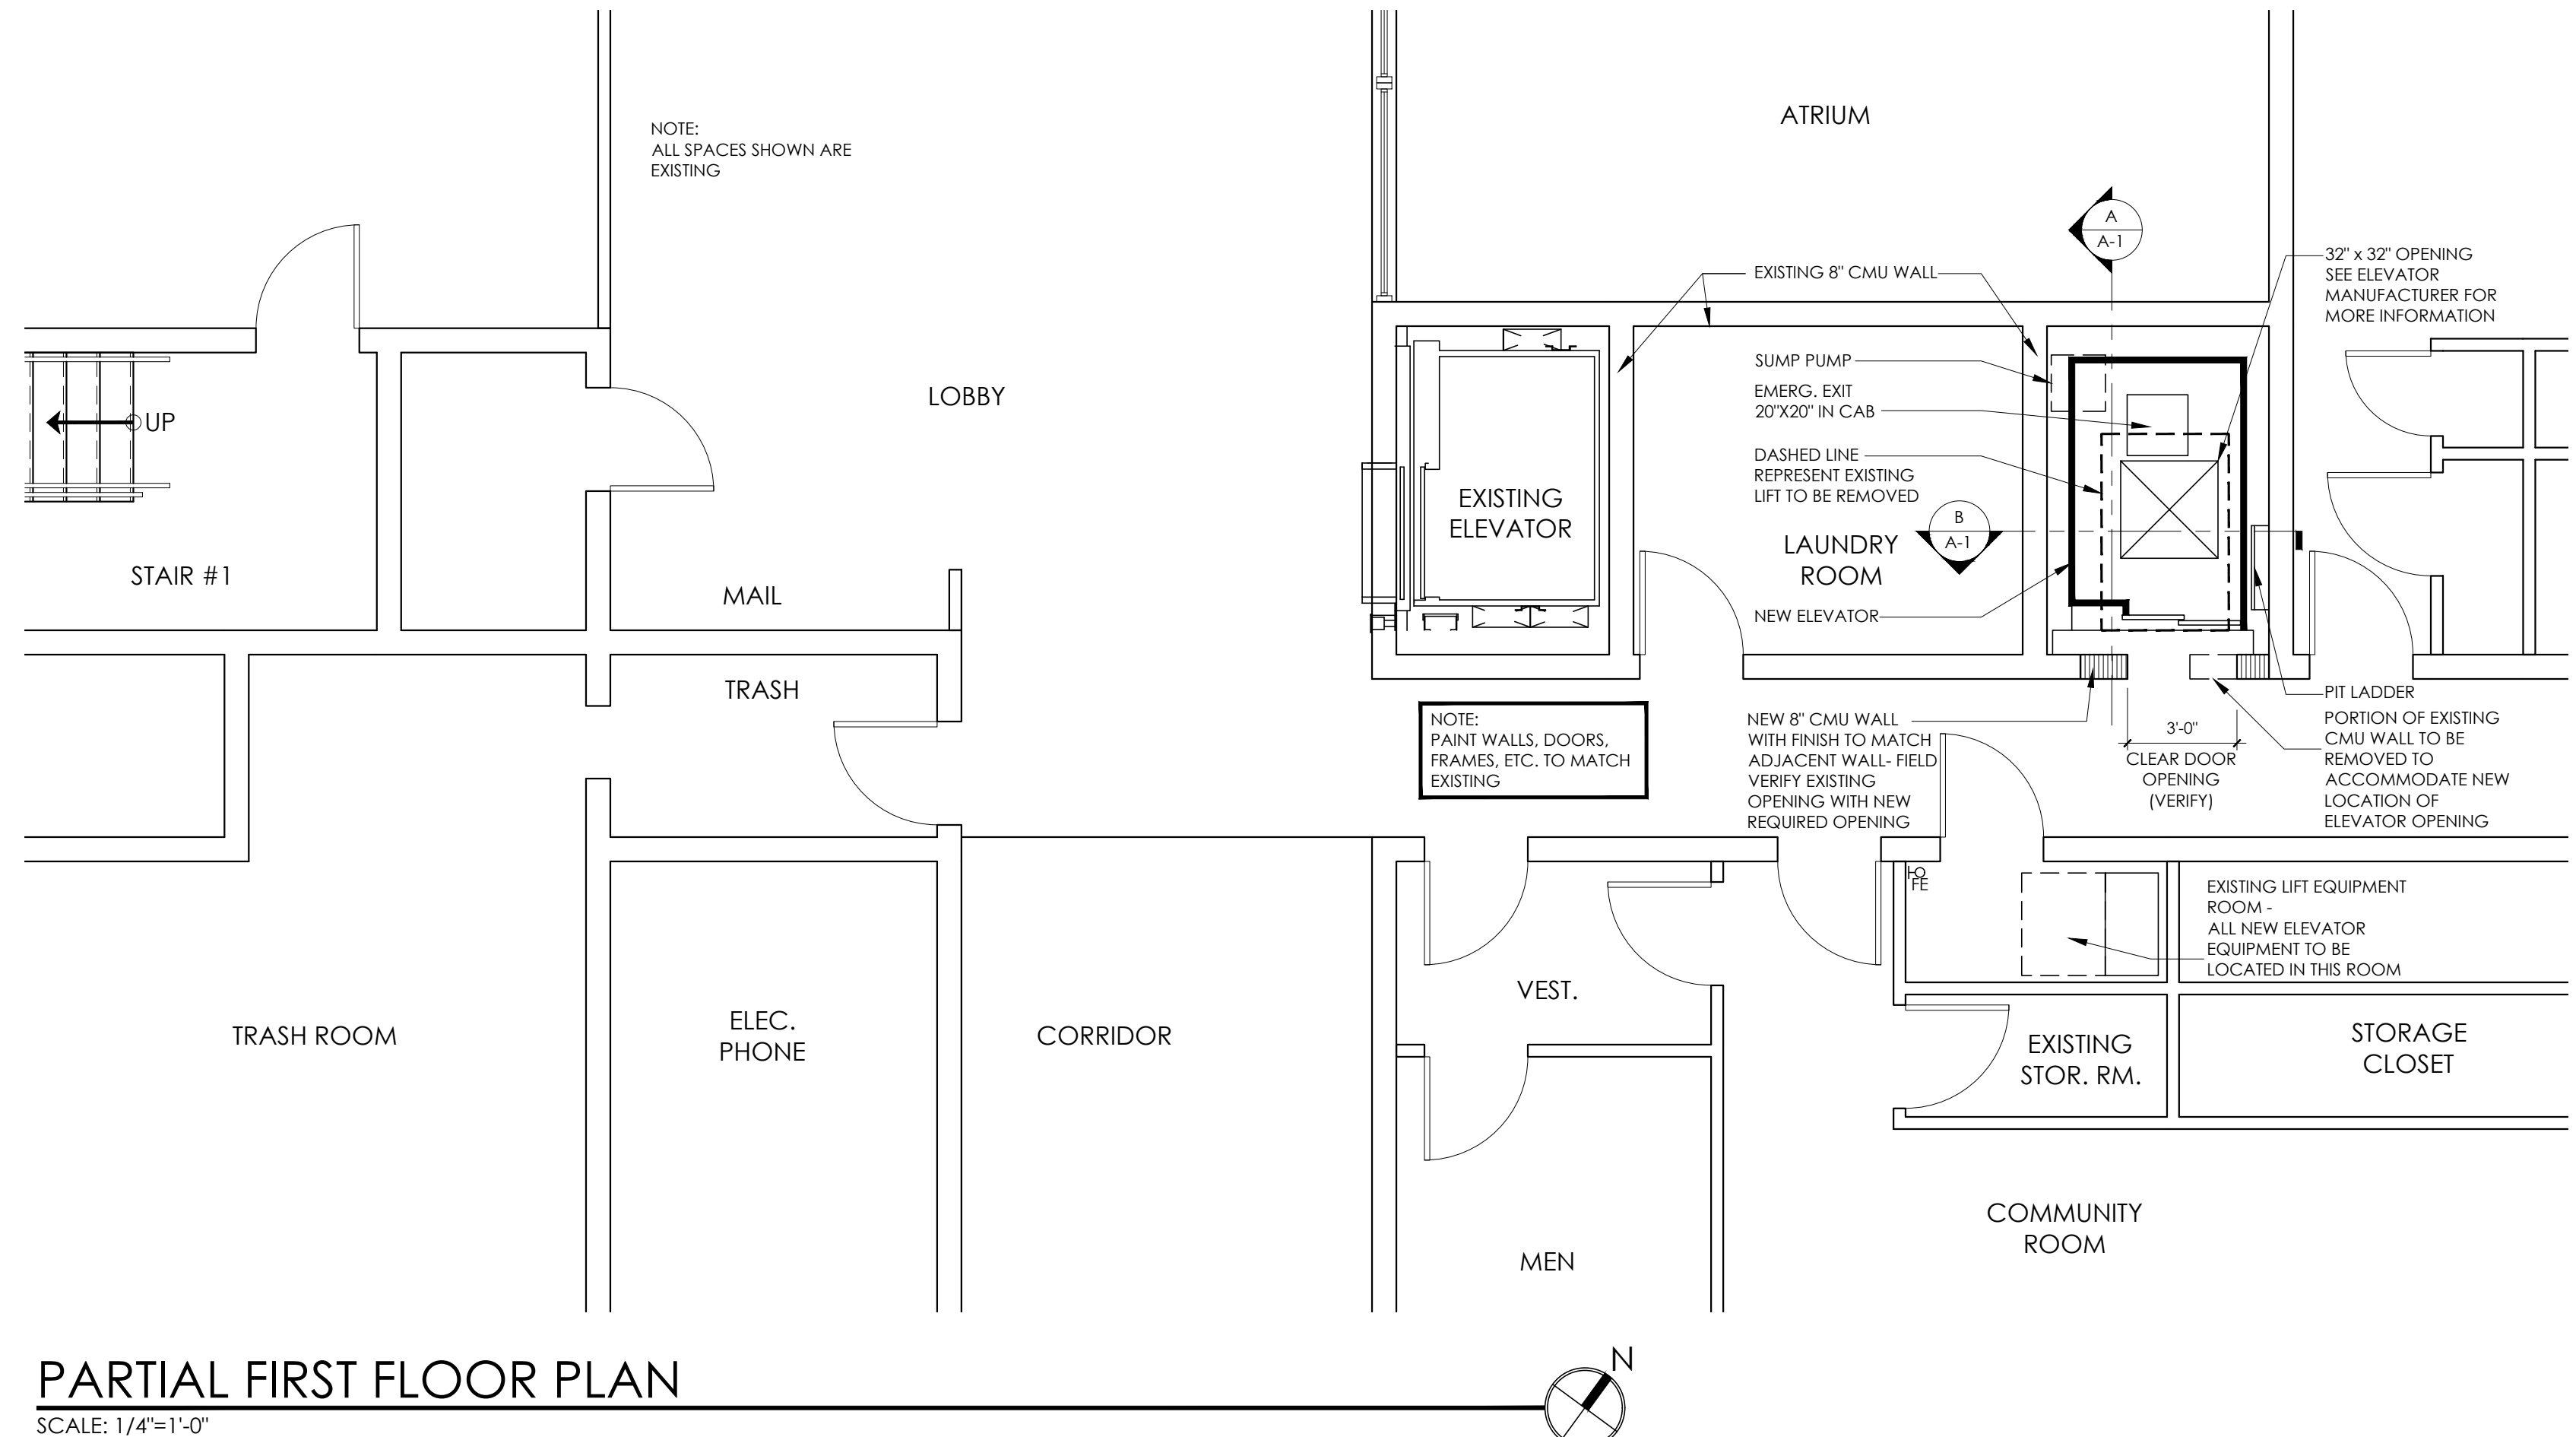 NOTE:
ALL SPACES SHOWN ARE
EXISTING
ATRIUM
A
A-1
EXISTING 8" CMU WALL
32" x 32" OPENING
SEE ELEVATOR
MANUFACTURER FOR
MORE INFORMATION
SUMP PUMP
EMERG. EXIT
20"X20" IN CAB
DASHED LINE
REPRESENT EXISTING
LIFT TO BE REMOVED
B
A-1
LAUNDRY
ROOM
NEW ELEVATOR
EXISTING
ELEVATOR
LOBBY
UP
STAIR #1
MAIL
TRASH
NOTE:
PAINT WALLS, DOORS,
FRAMES, ETC. TO MATCH
EXISTING
NEW 8" CMU WALL
WITH FINISH TO MATCH
ADJACENT WALL- FIELD
VERIFY EXISTING
OPENING WITH NEW
REQUIRED OPENING
3'-0"
CLEAR DOOR
OPENING
(VERIFY)
PIT LADDER
PORTION OF EXISTING
CMU WALL TO BE
REMOVED TO
ACCOMMODATE NEW
LOCATION OF
ELEVATOR OPENING
FE
EXISTING LIFT EQUIPMENT
ROOM -
ALL NEW ELEVATOR
EQUIPMENT TO BE
LOCATED IN THIS ROOM
TRASH ROOM
ELEC.
PHONE
CORRIDOR
VEST.
EXISTING
STOR. RM.
STORAGE
CLOSET
MEN
COMMUNITY
ROOM
PARTIAL FIRST FLOOR PLAN
N
SCALE: 1/4"=1'-0"